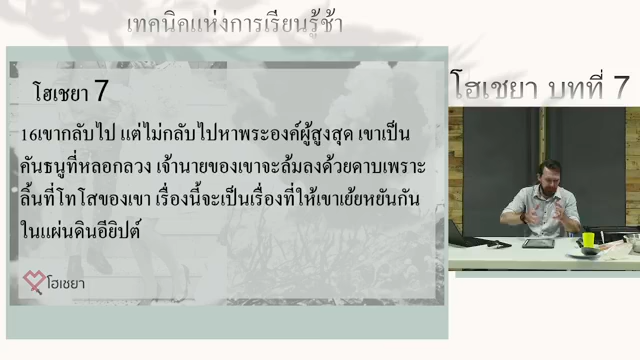 เทคนิคแห่งการเรียนรู้ช้า
โฮเชยา 7
โฮเชยา บทที่ 7
16เขากลับไป แต่ไม่กลับไปหาพระองค์ผู้สูงสุด เขาเป็น
คันธนูที่หลอกลวง เจ้านายของเขาจะล้มลงด้วยดาบเพราะ
ลิ้นที่โทโสของเขา เรื่องนี้จะเป็นเรื่องที่ให้เขาเย้ยหยันกัน
ในแผ่นดินอียิปต์
โฮเชยา